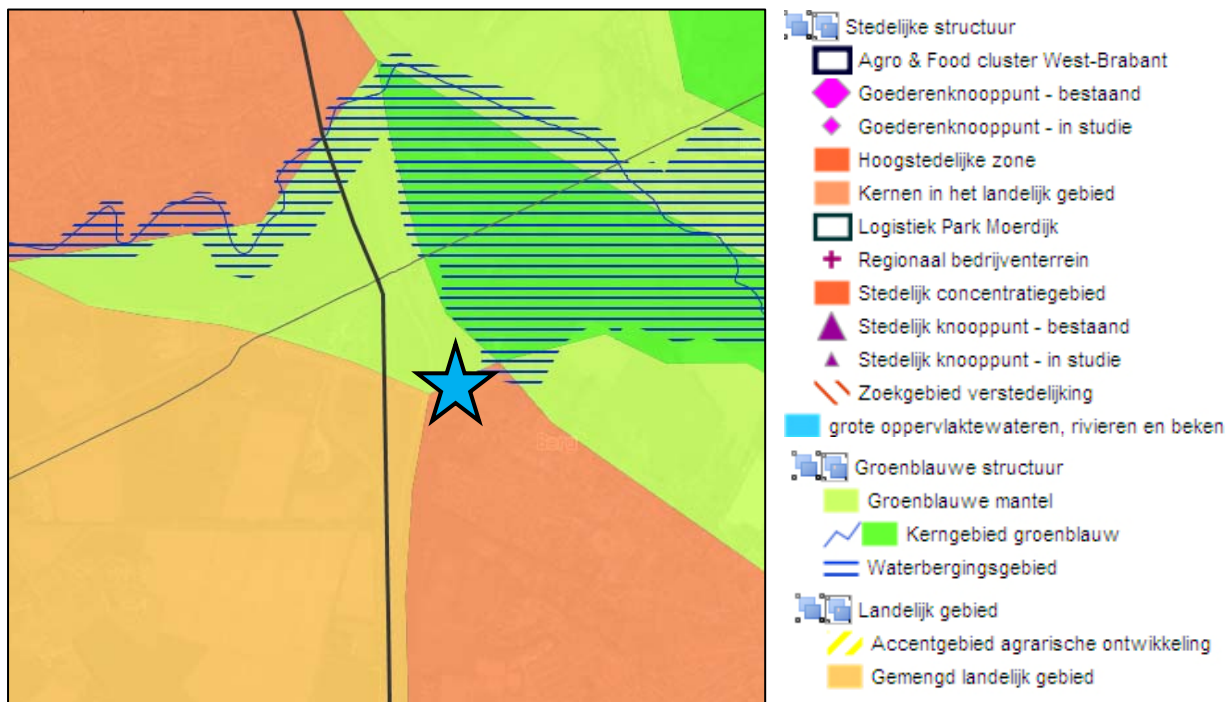 Stedelijke structuur
Agro & Food cluster West-Brabant
Goederenknooppunt - bestaand
Goederenknooppunt - in studie
Hoogstedelijke zone
Kernen in het landelijk gebied
Logistiek Park Moerdijk
Regionaal bedrijventerrein
Stedelijk concentratiegebied
Stedelijk knooppunt - bestaand
Stedelijk knooppunt - in studie
Zoekgebied verstedelijking
grote oppervlaktewateren, rivieren en beken
Groenblauwe structuur
Groenblauwe mantel
Kerngebied groenblauw
Waterbergingsgebied
Landelijk gebied
Accentgebied agrarische ontwikkeling
Gemengd landelijk gebied